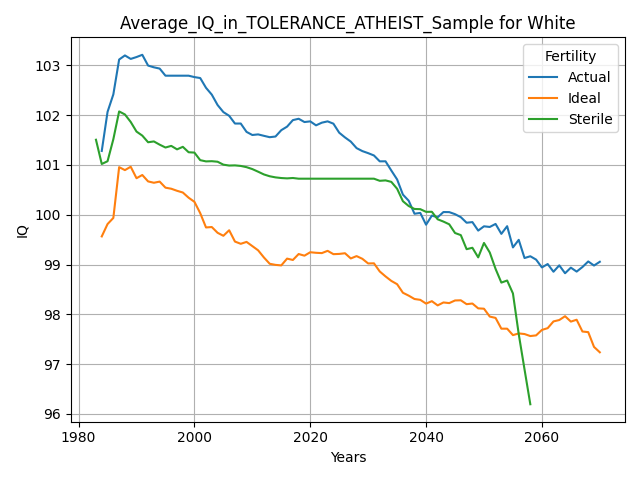 Average_IQ_in_TOLERANCE_ATHEIST_Sample for White
Fertility
Actual
Ideal
Sterile
IQ
103
102
101
100
99
98
97
96
1980
2000
2020
2040
2060
Years